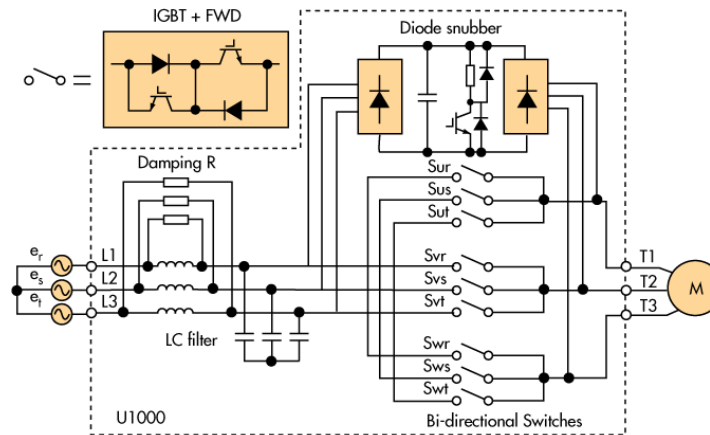 IGBT + FWD
Diode snubber
Damping R
Sur
Sus
Sut
er
L1
T1
es
L2
Svr
T2
M
et
L3
Svs
T3
Svt
LC filter
Swr
Sws
Swt
U1000
Bi-directional Switches